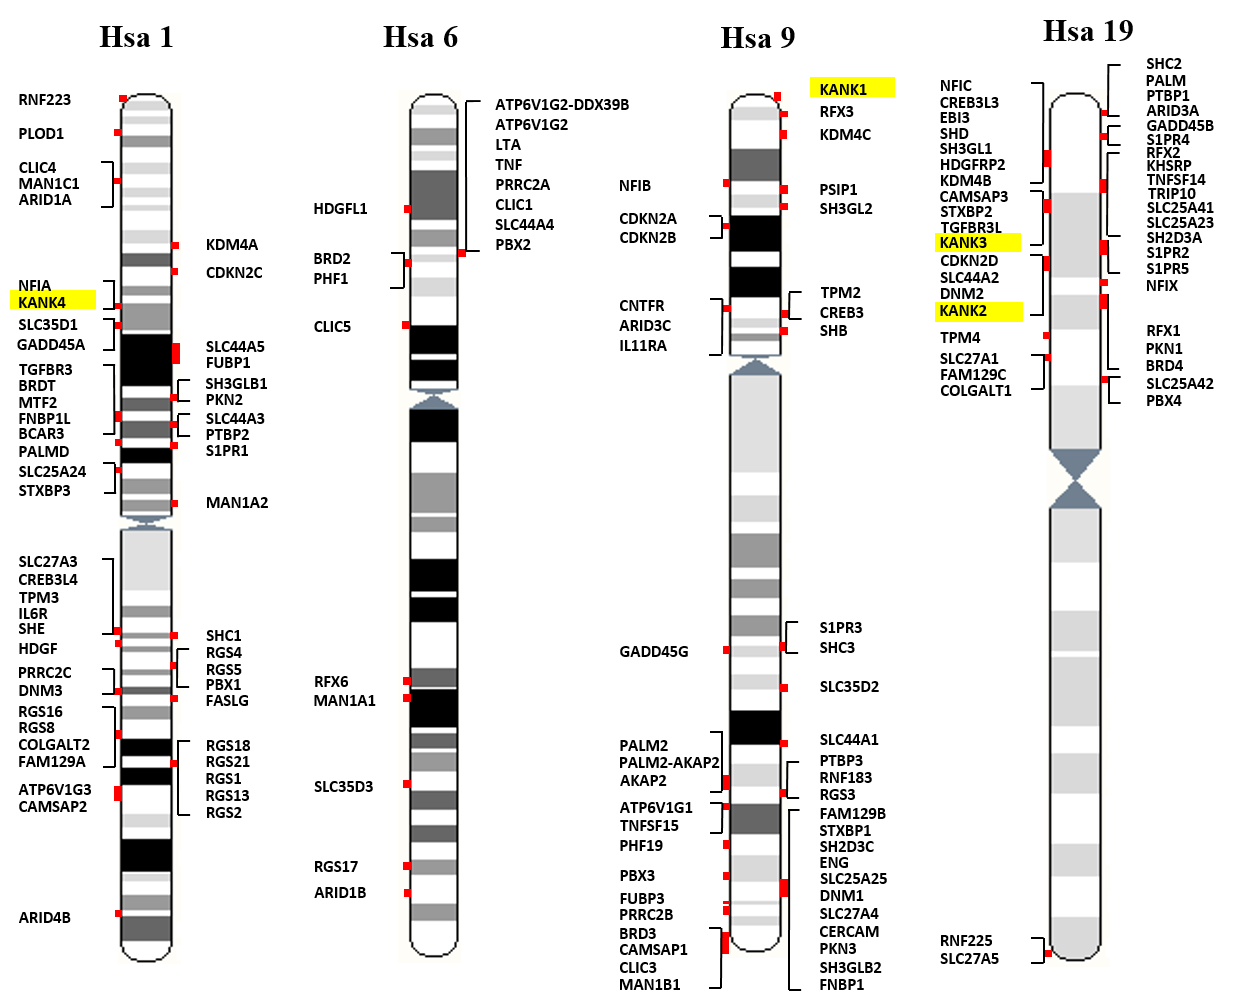 Hsa 1
RNF223
PLOD1
CLIC4
MAN1C1
ARID1A
NFIA
KANK4
SLC35D1
GADD45A
TGFBR3
BRDT
MTF2
FNBP1L
BCAR3
PALMD
SLC25A24
STXBP3
SLC27A3
CREB3L4
TPM3
IL6R
SHE
HDGF
PRRC2C
DNM3
RGS16
RGS8
COLGALT2
FAM129A
ATP6V1G3
CAMSAP2
ARID4B
KDM4A
CDKN2C
SLC44A5
FUBP1
SH3GLB1
PKN2
SLC44A3
PTBP2
S1PR1
MAN1A2
SHC1
RGS4
RGS5
PBX1
FASLG
RGS18
RGS21
RGS1
RGS13
RGS2
Hsa 6
HDGFL1
BRD2
PHF1
CLIC5
RFX6
MAN1A1
SLC35D3
RGS17
ARID1B
ATP6V1G2-DDX39B
ATP6V1G2
LTA
TNF
PRRC2A
CLIC1
SLC44A4
PBX2
Hsa 9
NFIB
CDKN2A
CDKN2B
CNTFR
ARID3C
IL11RA
GADD45G
PALM2
PALM2-AKAP2
AKAP2
ATP6V1G1
TNFSF15
PHF19
PBX3
FUBP3
PRRC2B
BRD3
CAMSAP1
CLIC3
MAN1B1
KANK1
RFX3
KDM4C
PSIP1
SH3GL2
TPM2
CREB3
SHB
S1PR3
SHC3
SLC35D2
SLC44A1
PTBP3
RNF183
RGS3
FAM129B
STXBP1
SH2D3C
ENG
SLC25A25
DNM1
SLC27A4
CERCAM
PKN3
SH3GLB2
FNBP1
Hsa 19
NFIC
CREB3L3
EBI3
SHD
SH3GL1
HDGFRP2
KDM4B
CAMSAP3
STXBP2
TGFBR3L
KANK3
CDKN2D
SLC44A2
DNM2
KANK2
TPM4
SLC27A1
FAM129C
COLGALT1
RNF225
SLC27A5
SHC2
PALM
PTBP1
ARID3A
GADD45B
S1PR4
RFX2
KHSRP
TNFSF14
TRIP10
SLC25A41
SLC25A23
SH2D3A
S1PR2
S1PR5
NFIX
RFX1
PKN1
BRD4
SLC25A42
PBX4